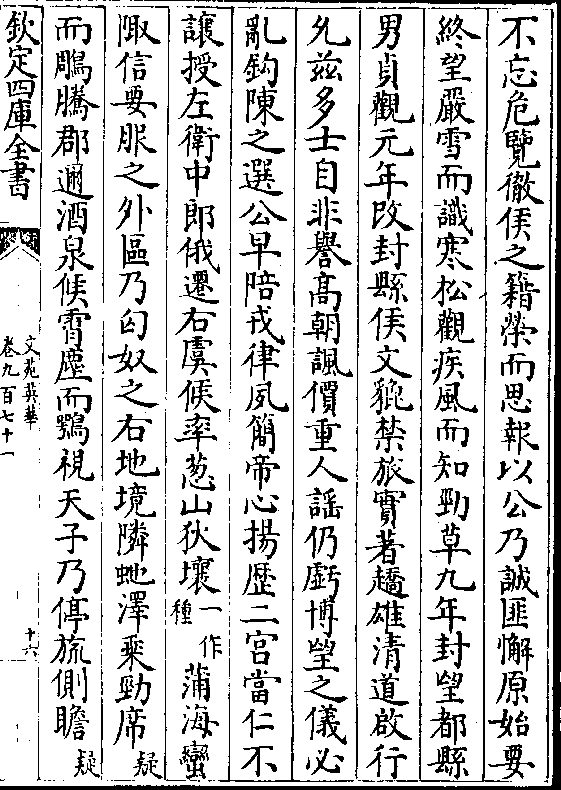 不忘危覽徹侯之籍榮而思報以公乃誠匪懈原始要
終望嚴雪而識寒松觀疾風而知勁草九年封望都縣
男貞觀元年改封縣侯文貔禁旅實著趫雄清道啟行
允兹多士自非譽髙朝諷價重人謡仍虧博望之儀必
亂鈎陳之選公早陪戎律夙簡帝心揚歴二宫當仁不
讓授左衛中郎俄遷右虞候率葱山狄壤一作種蒲海蠻
陬信要服之外區乃匈奴之右地境隣虵澤乗勁席疑
而鵰騰郡邇酒泉候霄塵而鶚視天子乃停旒側瞻疑
欽定四庫全書
文苑英華
卷九百七十一
十六